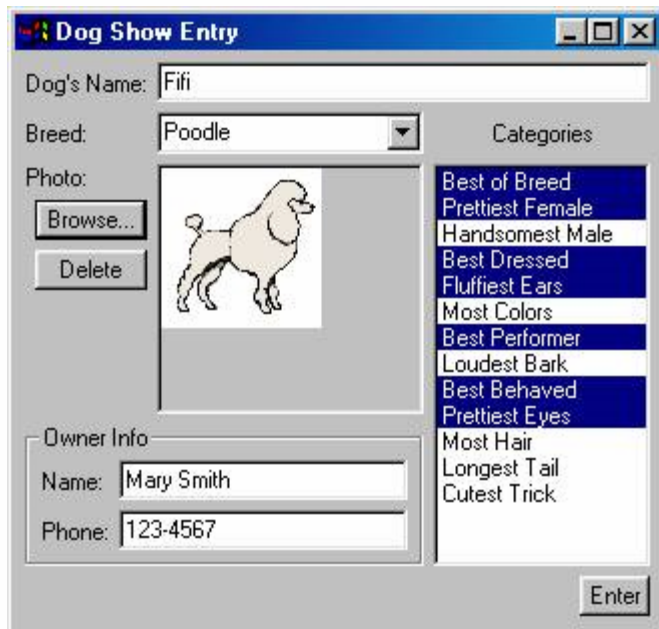 Dog Show Entry
Dog's Name: Fifi
Breed: Poodle
Categories
Photo:
Browse...
Delete
Best of Breed
Prettiest Female
Handsomest Male
Best Dressed
Fluffiest Ears
Most Colors
Best Performer
Loudest Bark
Best Behaved
Prettiest Eyes
Most Hair
Longest Tail
Cutest Trick
Owner Info
Name: Mary Smith
Phone: 123-4567
Enter